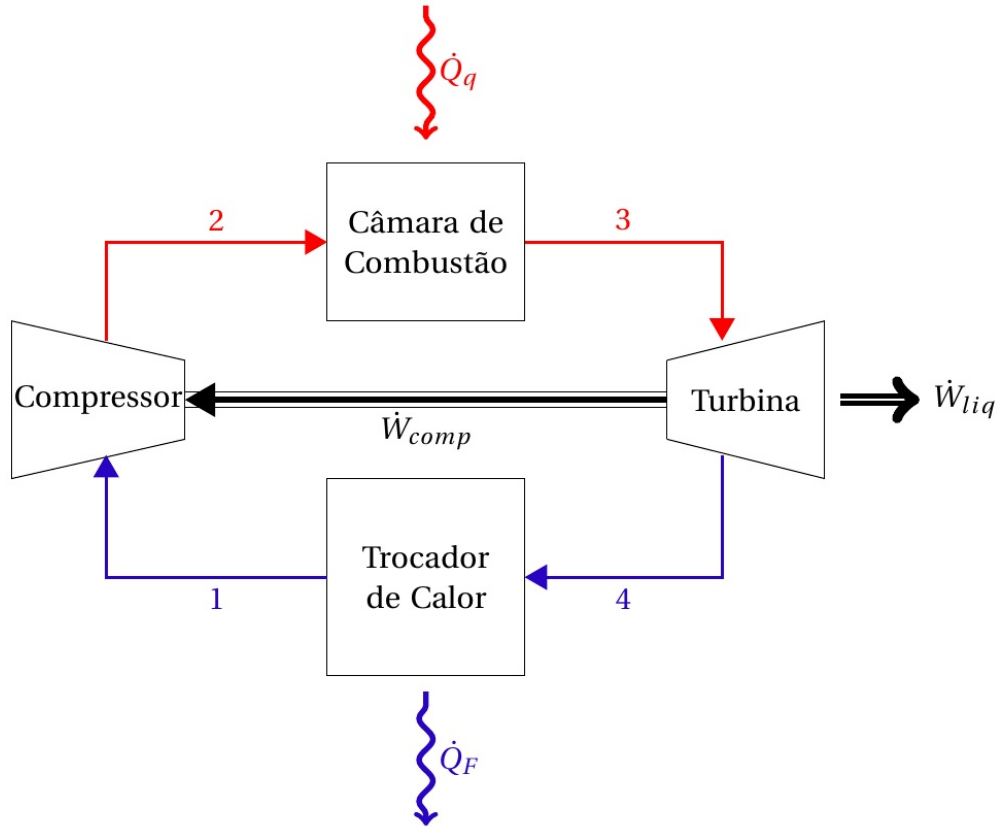 Q̇q
2
Câmara de
Combustão
3
Compressor
Ẇcomp
Turbina
Ẇliq
Trocador
de Calor
1
4
Q̇F